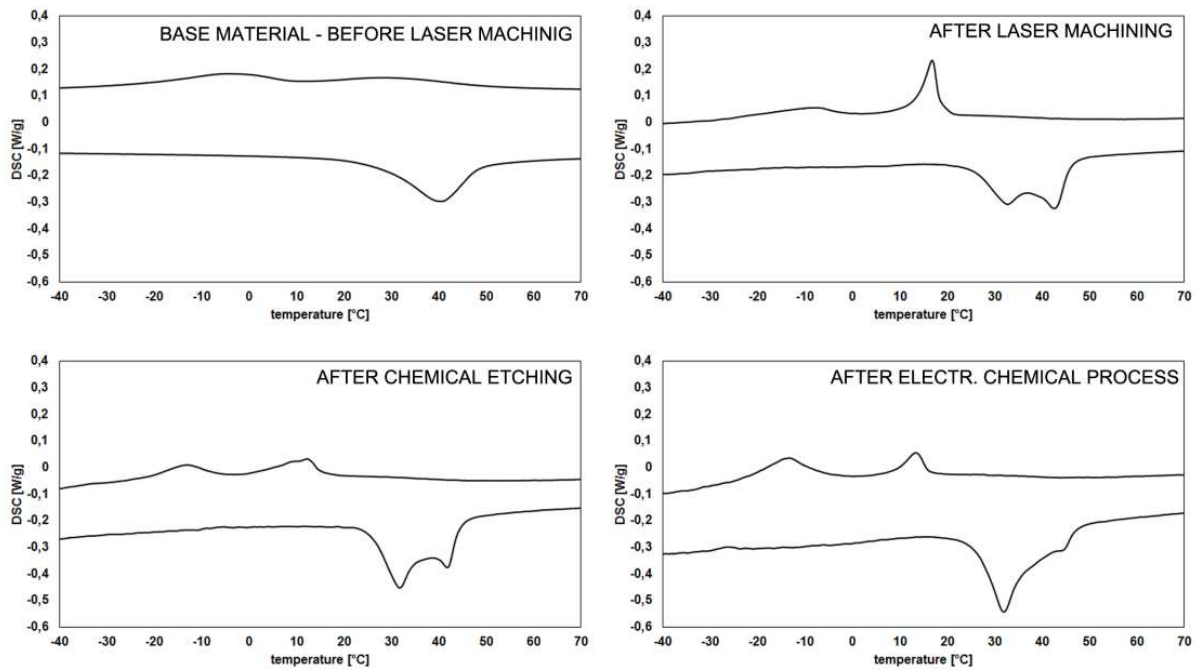 BASE MATERIAL - BEFORE LASER MACHINIG
0,4
0,3
0,2
0,1
0
-0,1
-0,2
-0,3
-0,4
-0,5
-0,6
DSC [W/g]
-40 -30 -20 -10 0 10 20 30 40 50 60 70
temperature [°C]
AFTER LASER MACHINING
0,4
0,3
0,2
0,1
0
-0,1
-0,2
-0,3
-0,4
-0,5
-0,6
DSC [W/g]
-40 -30 -20 -10 0 10 20 30 40 50 60 70
temperature [°C]
AFTER CHEMICAL ETCHING
0,4
0,3
0,2
0,1
0
-0,1
-0,2
-0,3
-0,4
-0,5
-0,6
DSC [W/g]
-40 -30 -20 -10 0 10 20 30 40 50 60 70
temperature [°C]
AFTER ELECTR. CHEMICAL PROCESS
0,4
0,3
0,2
0,1
0
-0,1
-0,2
-0,3
-0,4
-0,5
-0,6
DSC [W/g]
-40 -30 -20 -10 0 10 20 30 40 50 60 70
temperature [°C]